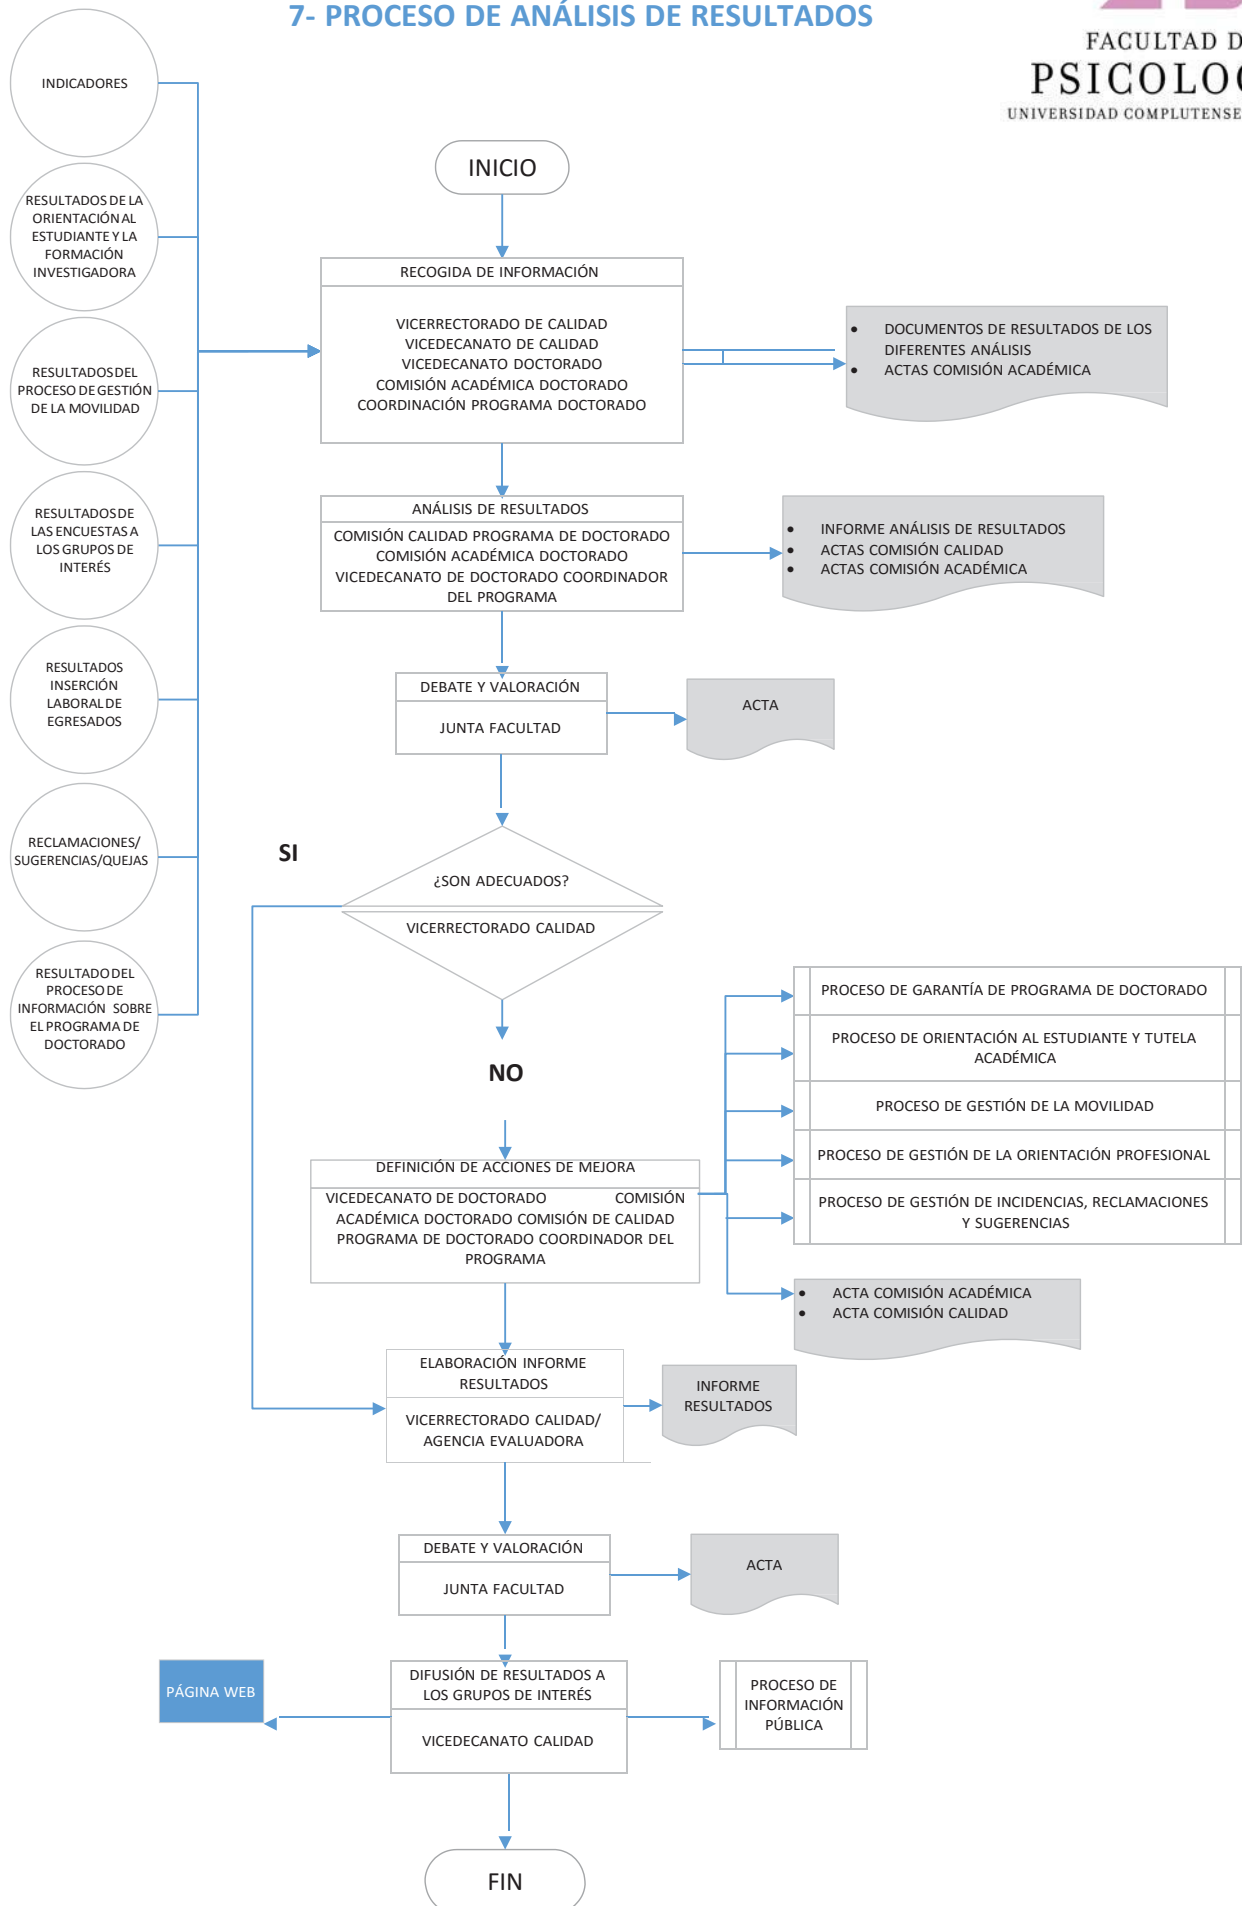 7- PROCESO DE ANÁLISIS DE RESULTADOS
FACULTAD D
PSICOLO
UNIVERSIDAD COMPLUTENSE
INDICADORES
RESULTADOS DE LA
ORIENTACIÓN AL
ESTUDIANTE Y LA
FORMACIÓN
INVESTIGADORA
RESULTADOS DEL
PROCESO DE GESTIÓN
DE LA MOVILIDAD
RESULTADOS DE
LAS ENCUESTAS A
LOS GRUPOS DE
INTERÉS
RESULTADOS
INSERCIÓN
LABORAL DE
EGRESADOS
RECLAMACIONES/
SUGERENCIAS/QUEJAS
RESULTADO DEL
PROCESO DE
INFORMACIÓN SOBRE
EL PROGRAMA DE
DOCTORADO
INICIO
RECOGIDA DE INFORMACIÓN
VICERRECTORADO DE CALIDAD
VICEDECANATO DE CALIDAD
VICEDECANATO DOCTORADO
COMISIÓN ACADÉMICA DOCTORADO
COORDINACIÓN PROGRAMA DOCTORADO
• DOCUMENTOS DE RESULTADOS DE LOS
DIFERENTES ANÁLISIS
• ACTAS COMISIÓN ACADÉMICA
ANÁLISIS DE RESULTADOS
COMISIÓN CALIDAD PROGRAMA DE DOCTORADO
COMISIÓN ACADÉMICA DOCTORADO
VICEDECANATO DE DOCTORADO COORDINADOR
DEL PROGRAMA
• INFORME ANÁLISIS DE RESULTADOS
• ACTAS COMISIÓN CALIDAD
• ACTAS COMISIÓN ACADÉMICA
DEBATE Y VALORACIÓN
JUNTA FACULTAD
ACTA
SI
¿SON ADECUADOS?
VICERRECTORADO CALIDAD
NO
DEFINICIÓN DE ACCIONES DE MEJORA
VICEDECANATO DE DOCTORADO COMISIÓN
ACADÉMICA DOCTORADO COMISIÓN DE CALIDAD
PROGRAMA DE DOCTORADO COORDINADOR DEL
PROGRAMA
PROCESO DE GARANTÍA DE PROGRAMA DE DOCTORADO
PROCESO DE ORIENTACIÓN AL ESTUDIANTE Y TUTELA
ACADÉMICA
PROCESO DE GESTIÓN DE LA MOVILIDAD
PROCESO DE GESTIÓN DE LA ORIENTACIÓN PROFESIONAL
PROCESO DE GESTIÓN DE INCIDENCIAS, RECLAMACIONES
Y SUGERENCIAS
• ACTA COMISIÓN ACADÉMICA
• ACTA COMISIÓN CALIDAD
ELABORACIÓN INFORME
RESULTADOS
VICERRECTORADO CALIDAD/
AGENCIA EVALUADORA
INFORME
RESULTADOS
DEBATE Y VALORACIÓN
JUNTA FACULTAD
ACTA
PÁGINA WEB
DIFUSIÓN DE RESULTADOS A
LOS GRUPOS DE INTERÉS
VICEDECANATO CALIDAD
PROCESO DE
INFORMACIÓN
PÚBLICA
FIN